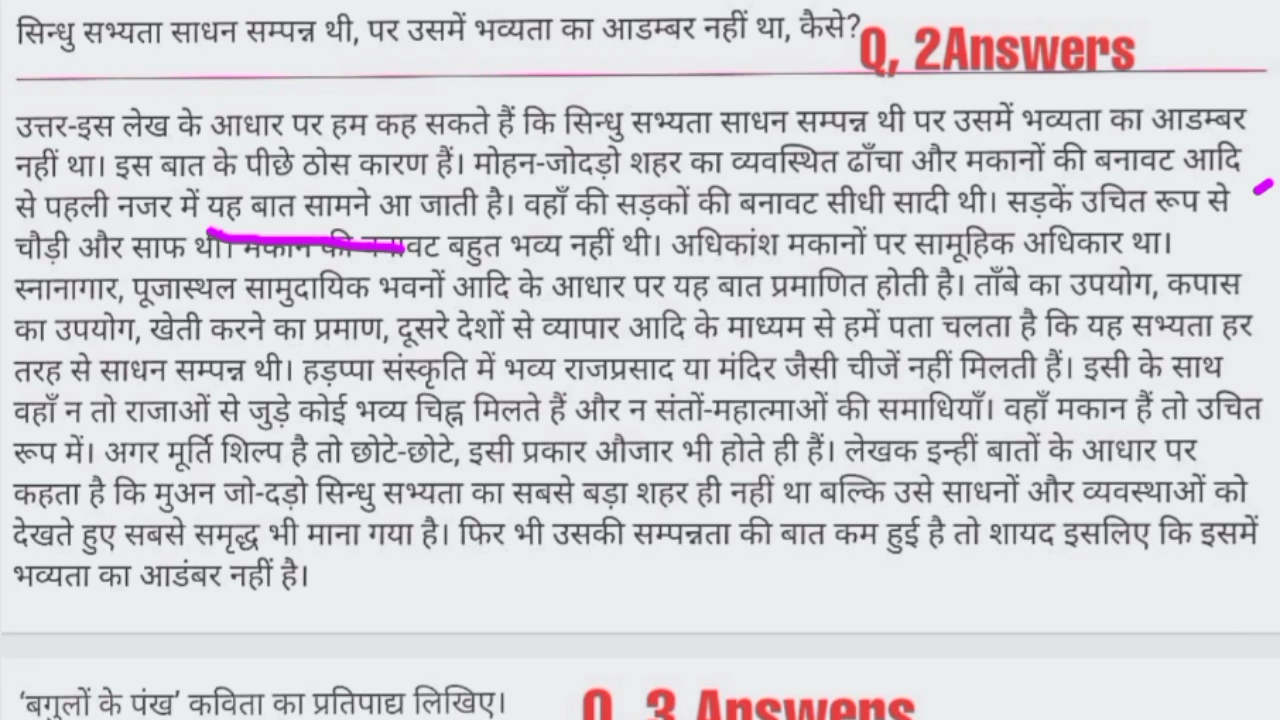 सिन्धु सभ्यता साधन सम्पन्न थी, पर उसमें भव्यता का आडम्बर नहीं था, कैसे?
Q, 2Answers
उत्तर-इस लेख के आधार पर हम कह सकते हैं कि सिन्धु सभ्यता साधन सम्पन्न थी पर उसमें भव्यता का आडम्बर
नहीं था। इस बात के पीछे ठोस कारण हैं। मोहन-जोदड़ो शहर का व्यवस्थित ढाँचा और मकानों की बनावट आदि
से पहली नजर में यह बात सामने आ जाती है। वहाँ की सड़कों की बनावट सीधी सादी थी। सड़कें उचित रूप से
चौड़ी और साफ थी। मकान की बनावट बहुत भव्य नहीं थी। अधिकांश मकानों पर सामूहिक अधिकार था।
स्नानागार, पूजास्थल सामुदायिक भवनों आदि के आधार पर यह बात प्रमाणित होती है। ताँबे का उपयोग, कपास
का उपयोग, खेती करने का प्रमाण, दूसरे देशों से व्यापार आदि के माध्यम से हमें पता चलता है कि यह सभ्यता हर
तरह से साधन सम्पन्न थी। हड़प्पा संस्कृति में भव्य राजप्रसाद या मंदिर जैसी चीजें नहीं मिलती हैं। इसी के साथ
वहाँ न तो राजाओं से जुड़े कोई भव्य चिह्न मिलते हैं और न संतों-महात्माओं की समाधियाँ। वहाँ मकान हैं तो उचित
रूप में। अगर मूर्ति शिल्प है तो छोटे-छोटे, इसी प्रकार औजार भी होते ही हैं। लेखक इन्हीं बातों के आधार पर
कहता है कि मुअन जो-दड़ो सिन्धु सभ्यता का सबसे बड़ा शहर ही नहीं था बल्कि उसे साधनों और व्यवस्थाओं को
देखते हुए सबसे समृद्ध भी माना गया है। फिर भी उसकी सम्पन्नता की बात कम हुई है तो शायद इसलिए कि इसमें
भव्यता का आडंबर नहीं है।
‘बगुलों के पंख’ कविता का प्रतिपाद्य लिखिए।
Q, 3 Answers